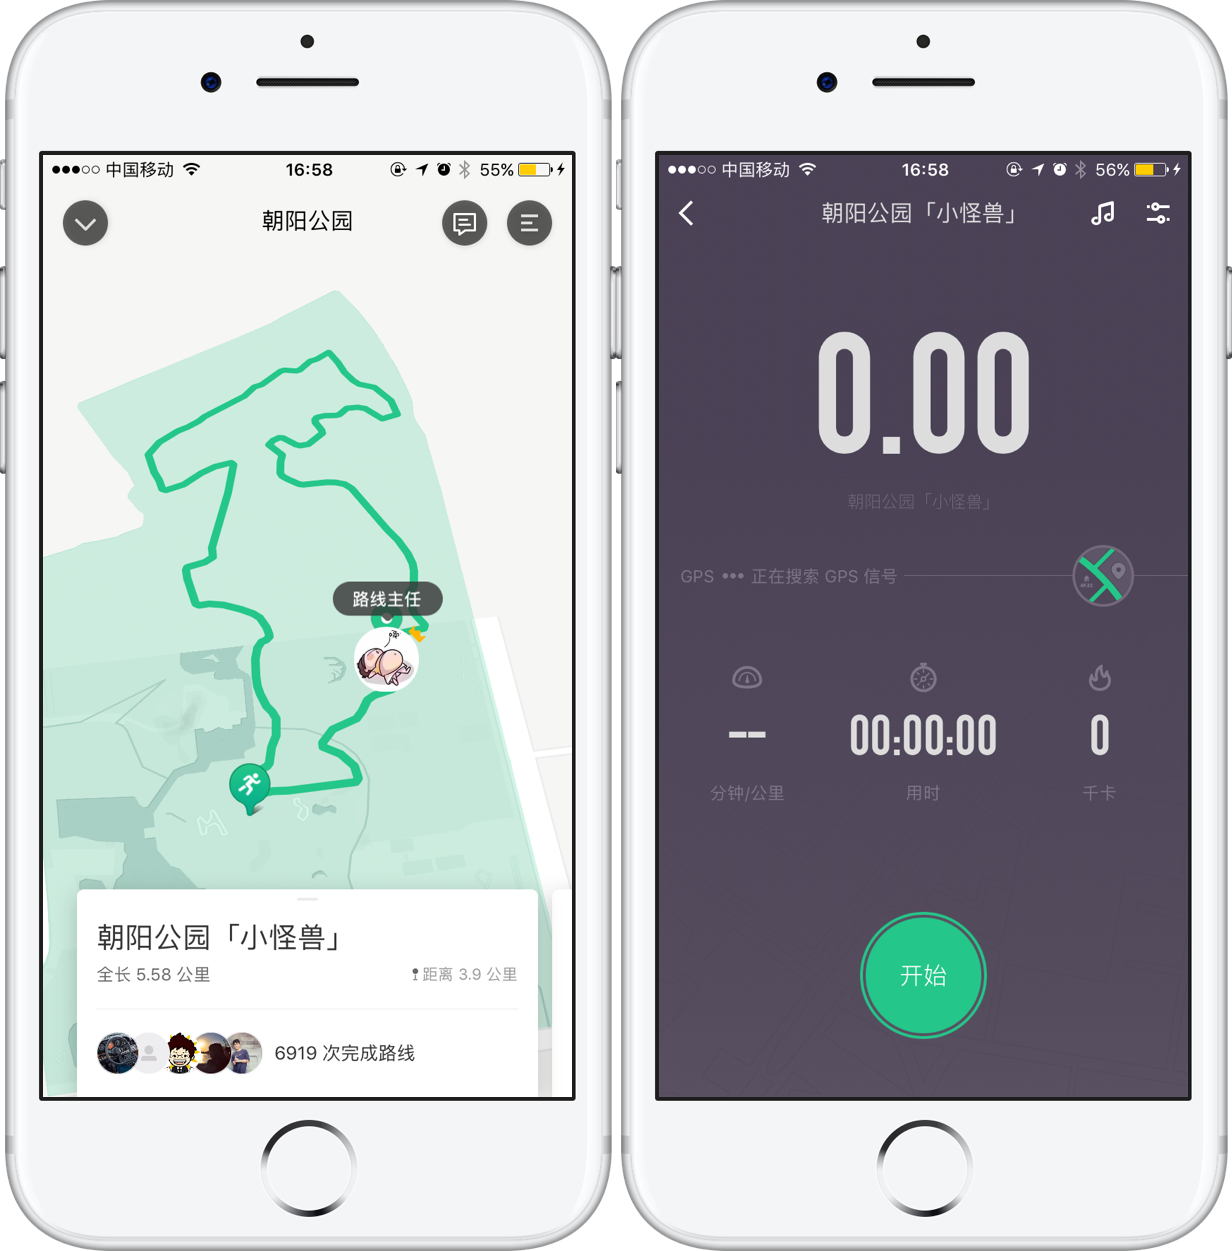 中国移动
16:58
55%
朝阳公园
路线主任
朝阳公园「小怪兽」
全长 5.58 公里
距离 3.9 公里
6919 次完成路线
中国移动
16:58
56%
朝阳公园「小怪兽」
0.00
朝阳公园「小怪兽」
GPS ••• 正在搜索 GPS 信号
--
00:00:00
0
分钟/公里
用时
千卡
开始